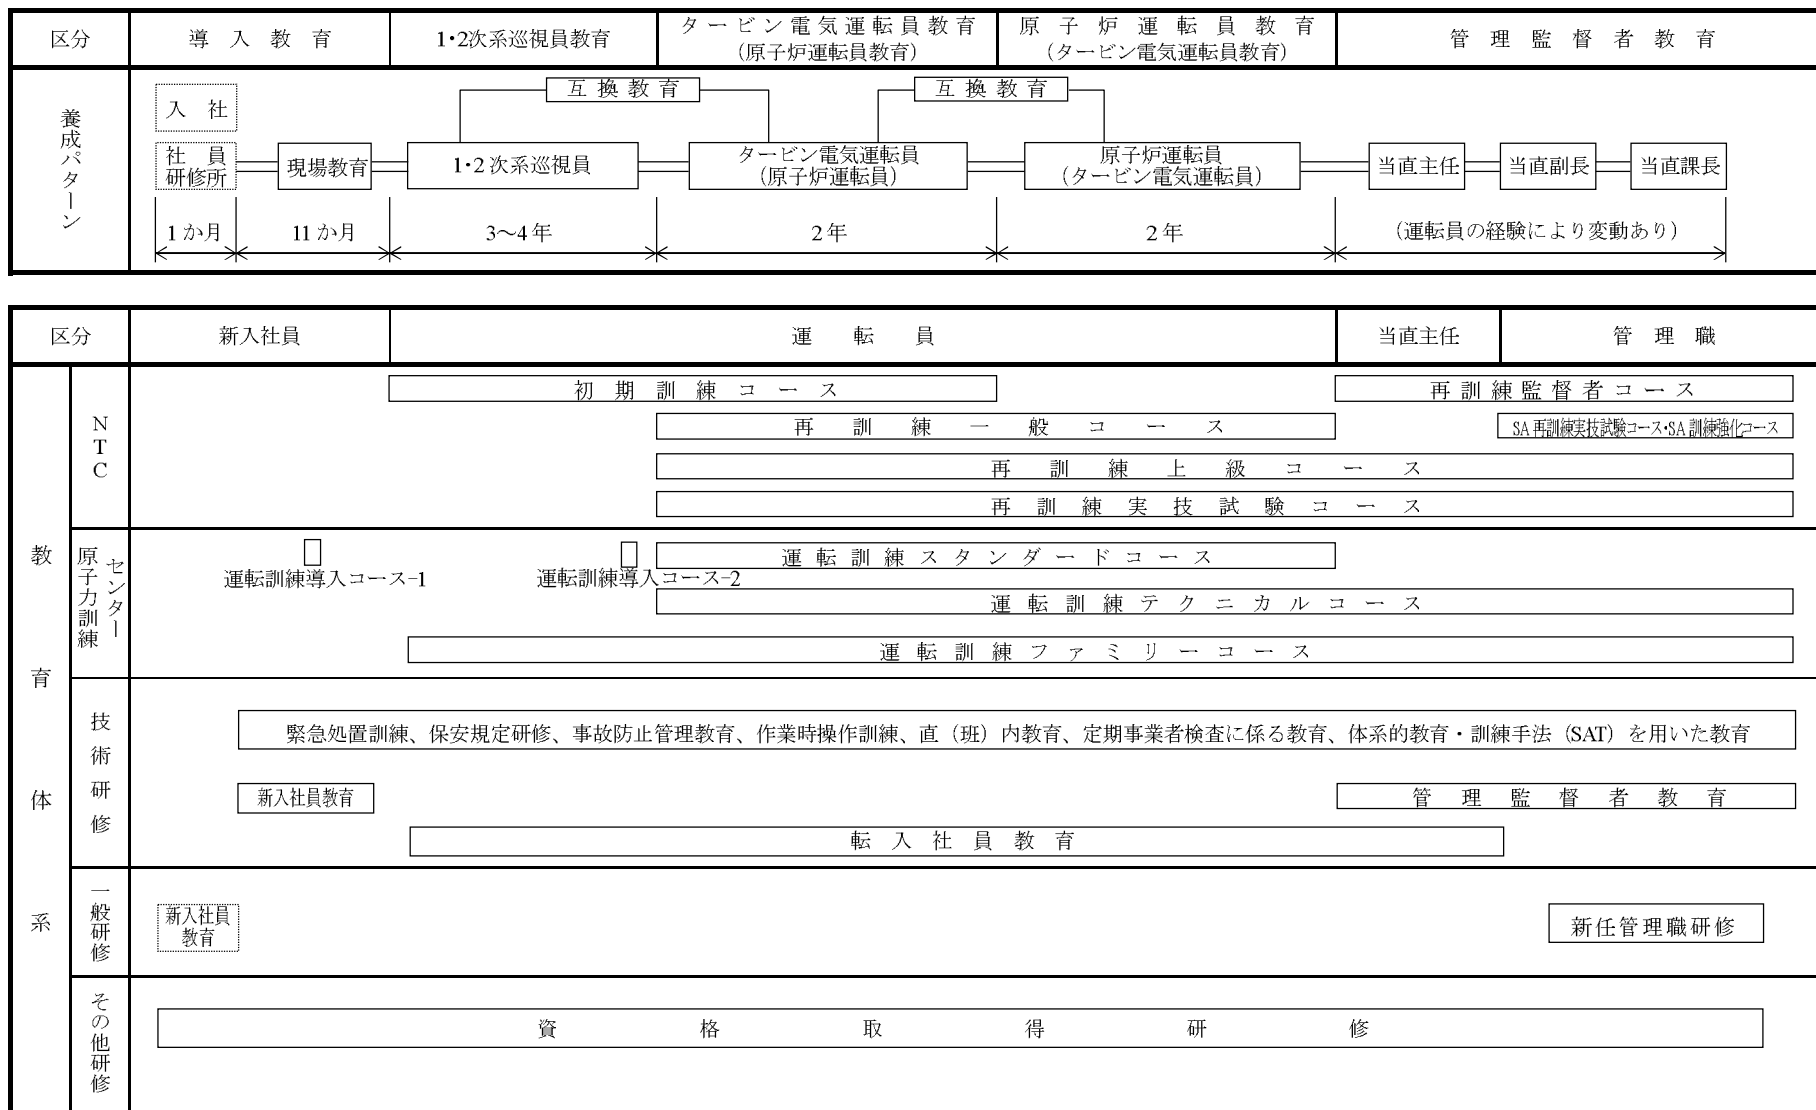 区分
導入教育
1・2次系巡視員教育
タービン電気運転員教育
(原子炉運転員教育)
原子炉運転員教育
(タービン電気運転員教育)
管理監督者教育
養成パターン
互換教育
互換教育
入社
社員
研修所
現場教育
1・2次系巡視員
タービン電気運転員
(原子炉運転員)
原子炉運転員
(タービン電気運転員)
当直主任
当直副長
当直課長
1か月
11か月
3〜4年
2年
2年
(運転員の経験により変動あり)
区分
新入社員
運転員
当直主任
管理職
教育体系
NTC
初期訓練コース
再訓練監督者コース
再訓練一般コース
SA再訓練実技試験コース・SA訓練強化コース
再訓練上級コース
再訓練実技試験コース
原子力訓練
センター
運転訓練導入コース-1
運転訓練導入コース-2
運転訓練スタンダードコース
運転訓練テクニカルコース
運転訓練ファミリーコース
技術研修
緊急処置訓練、保安規定研修、事故防止管理教育、作業時操作訓練、直（班）内教育、定期事業者検査に係る教育、体系的教育・訓練手法（SAT）を用いた教育
新入社員教育
管理監督者教育
転入社員教育
一般研修
新入社員
教育
新任管理職研修
その他研修
資格取得研修